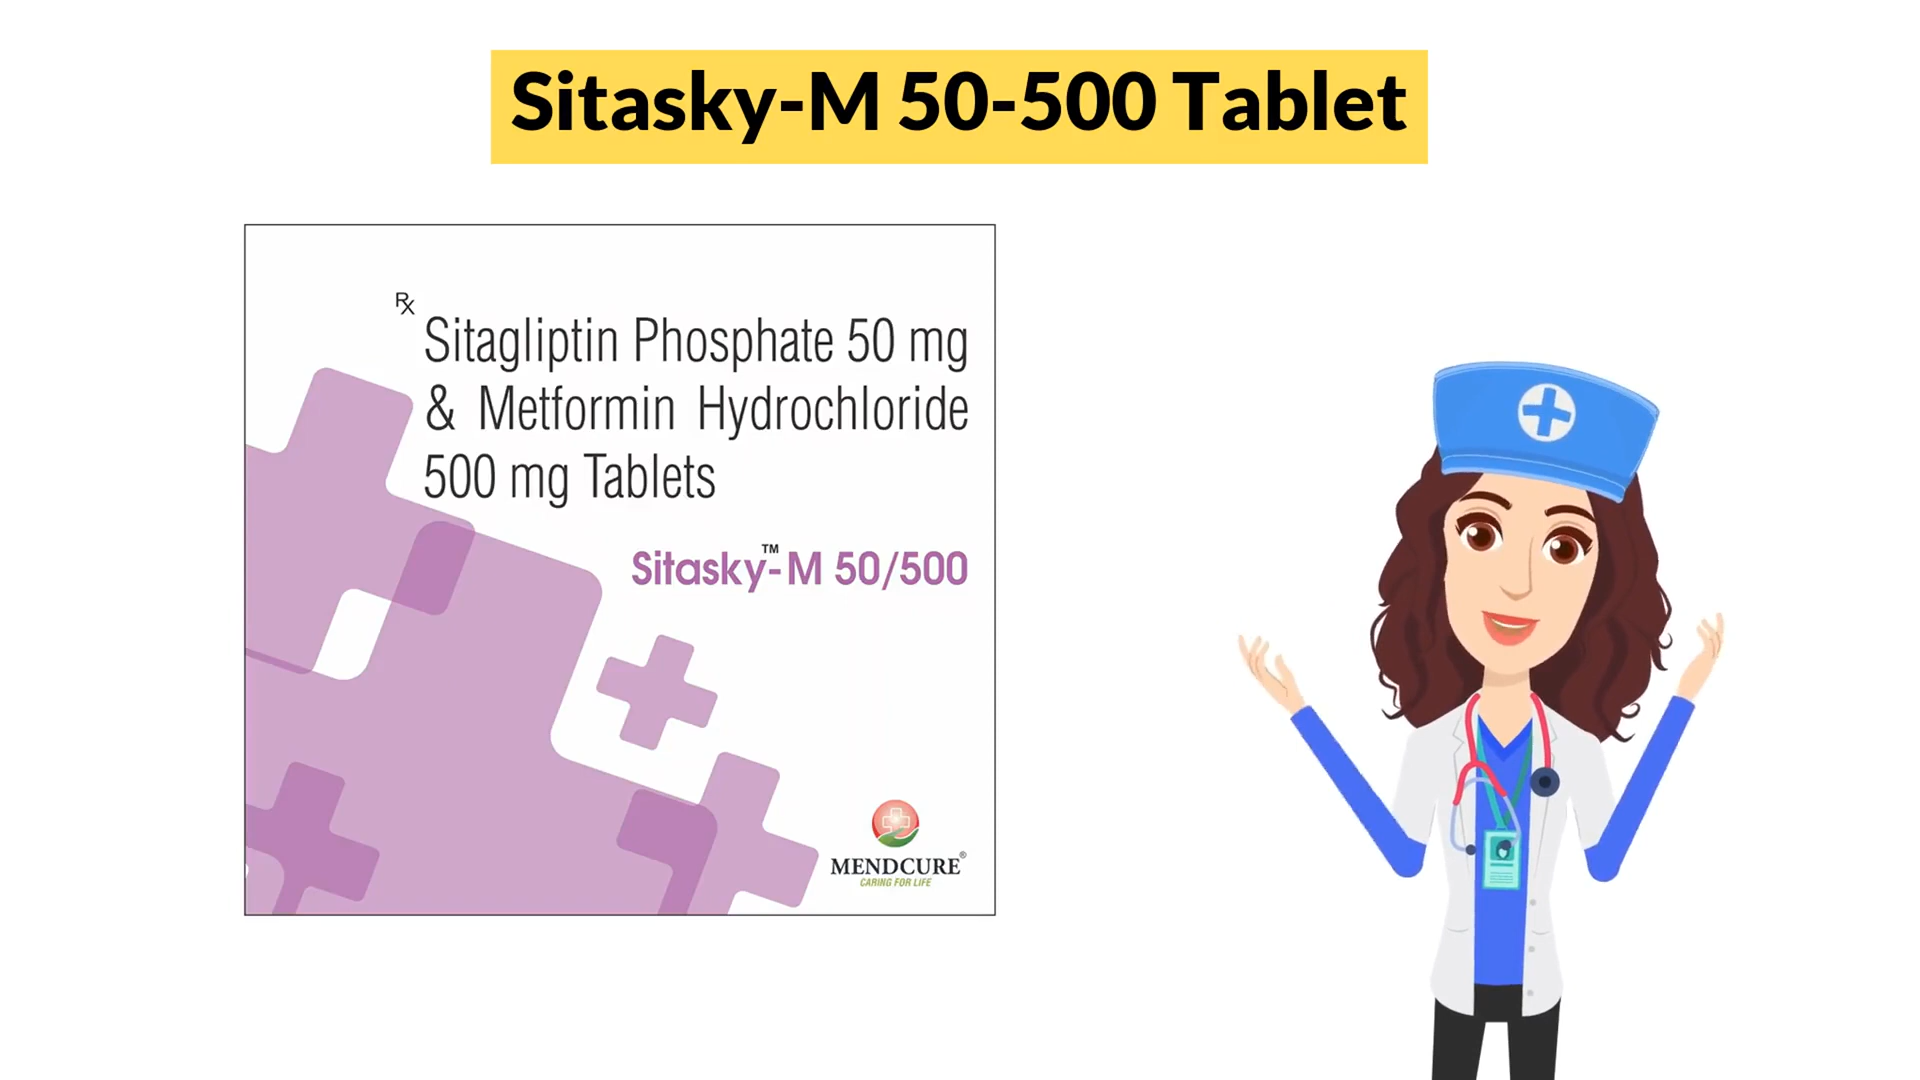 Sitasky-M 50-500 Tablet
Rx
Sitagliptin Phosphate 50 mg
& Metformin Hydrochloride
500 mg Tablets
Sitasky™-M 50/500
MENDCURE®
CARING FOR LIFE